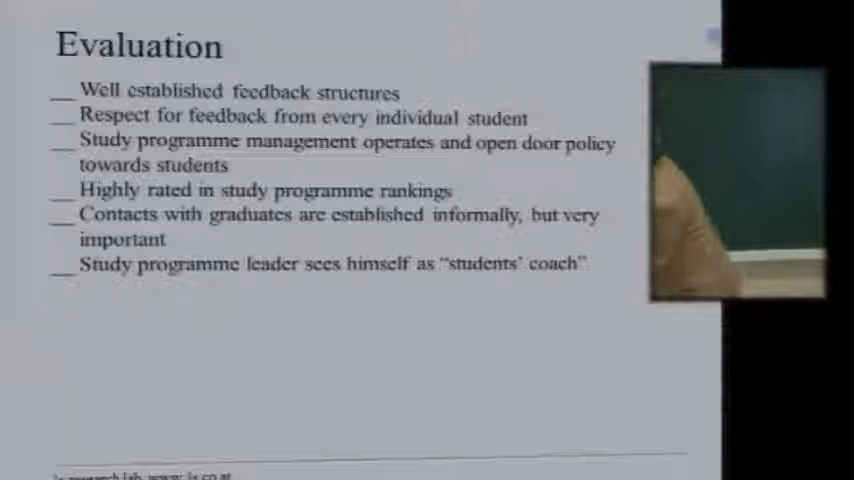 Evaluation
__ Well established feedback structures
__ Respect for feedback from every individual student
__ Study programme management operates and open door policy
towards students
__ Highly rated in study programme rankings
__ Contacts with graduates are established informally, but very
important
__ Study programme leader sees himself as “students’ coach”